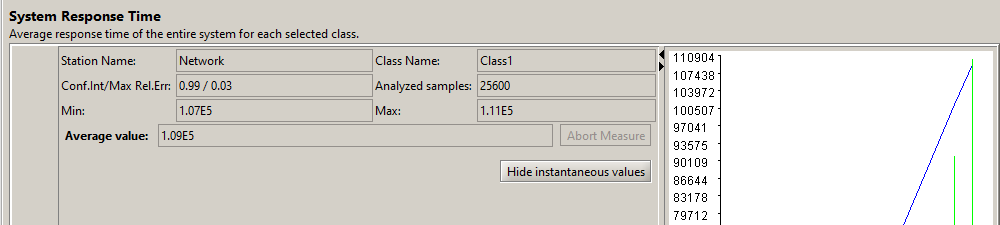 System Response Time
Average response time of the entire system for each selected class.
Station Name: Network Class Name: Class1
Conf.Int/Max Rel.Err: 0.99 / 0.03 Analyzed samples: 25600
Min: 1.07E5 Max: 1.11E5
Average value: 1.09E5 Abort Measure
Hide instantaneous values
110904
107438
103972
100507
97041
93575
90109
86644
83178
79712